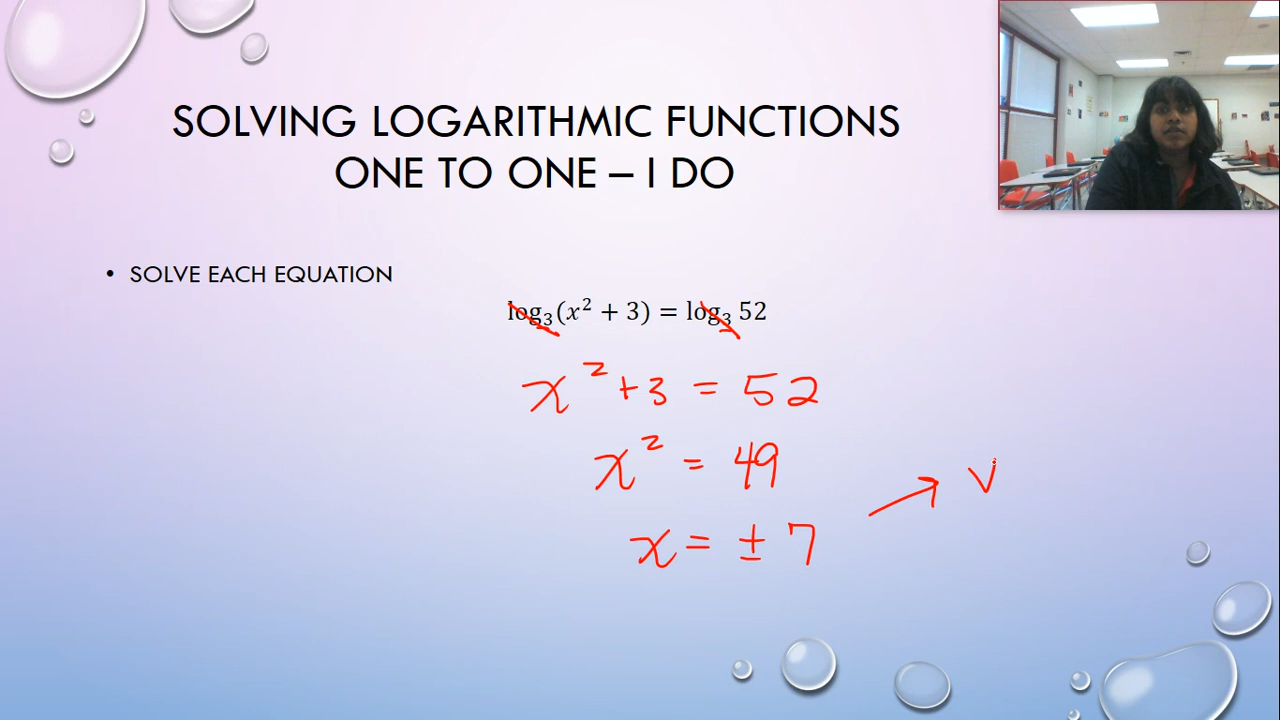 SOLVING LOGARITHMIC FUNCTIONS
ONE TO ONE – I DO
• SOLVE EACH EQUATION
log₃(x² + 3) = log₃ 52
x² + 3 = 52
x² = 49
x = ± 7
V